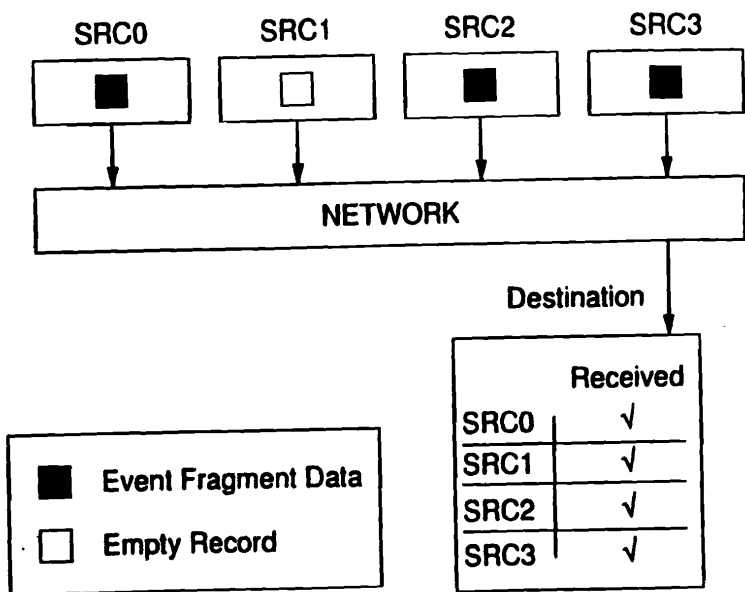 SRC0 SRC1 SRC2 SRC3
NETWORK
Destination
Received
SRC0 √
SRC1 √
SRC2 √
SRC3 √
Event Fragment Data
Empty Record